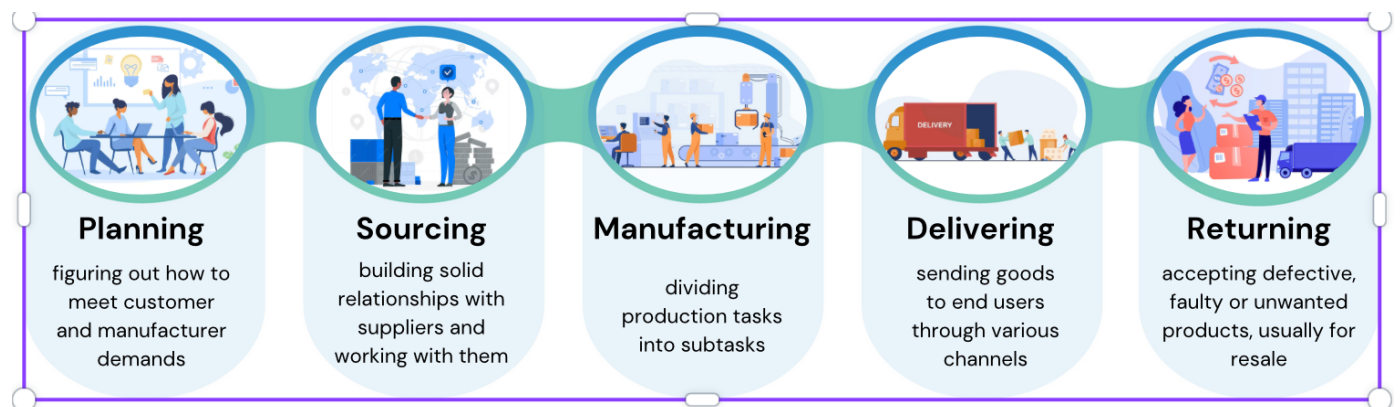 DELIVERY
Planning
figuring out how to
meet customer
and manufacturer
demands
Sourcing
building solid
relationships with
suppliers and
working with them
Manufacturing
dividing
production tasks
into subtasks
Delivering
sending goods
to end users
through various
channels
Returning
accepting defective,
faulty or unwanted
products, usually for
resale